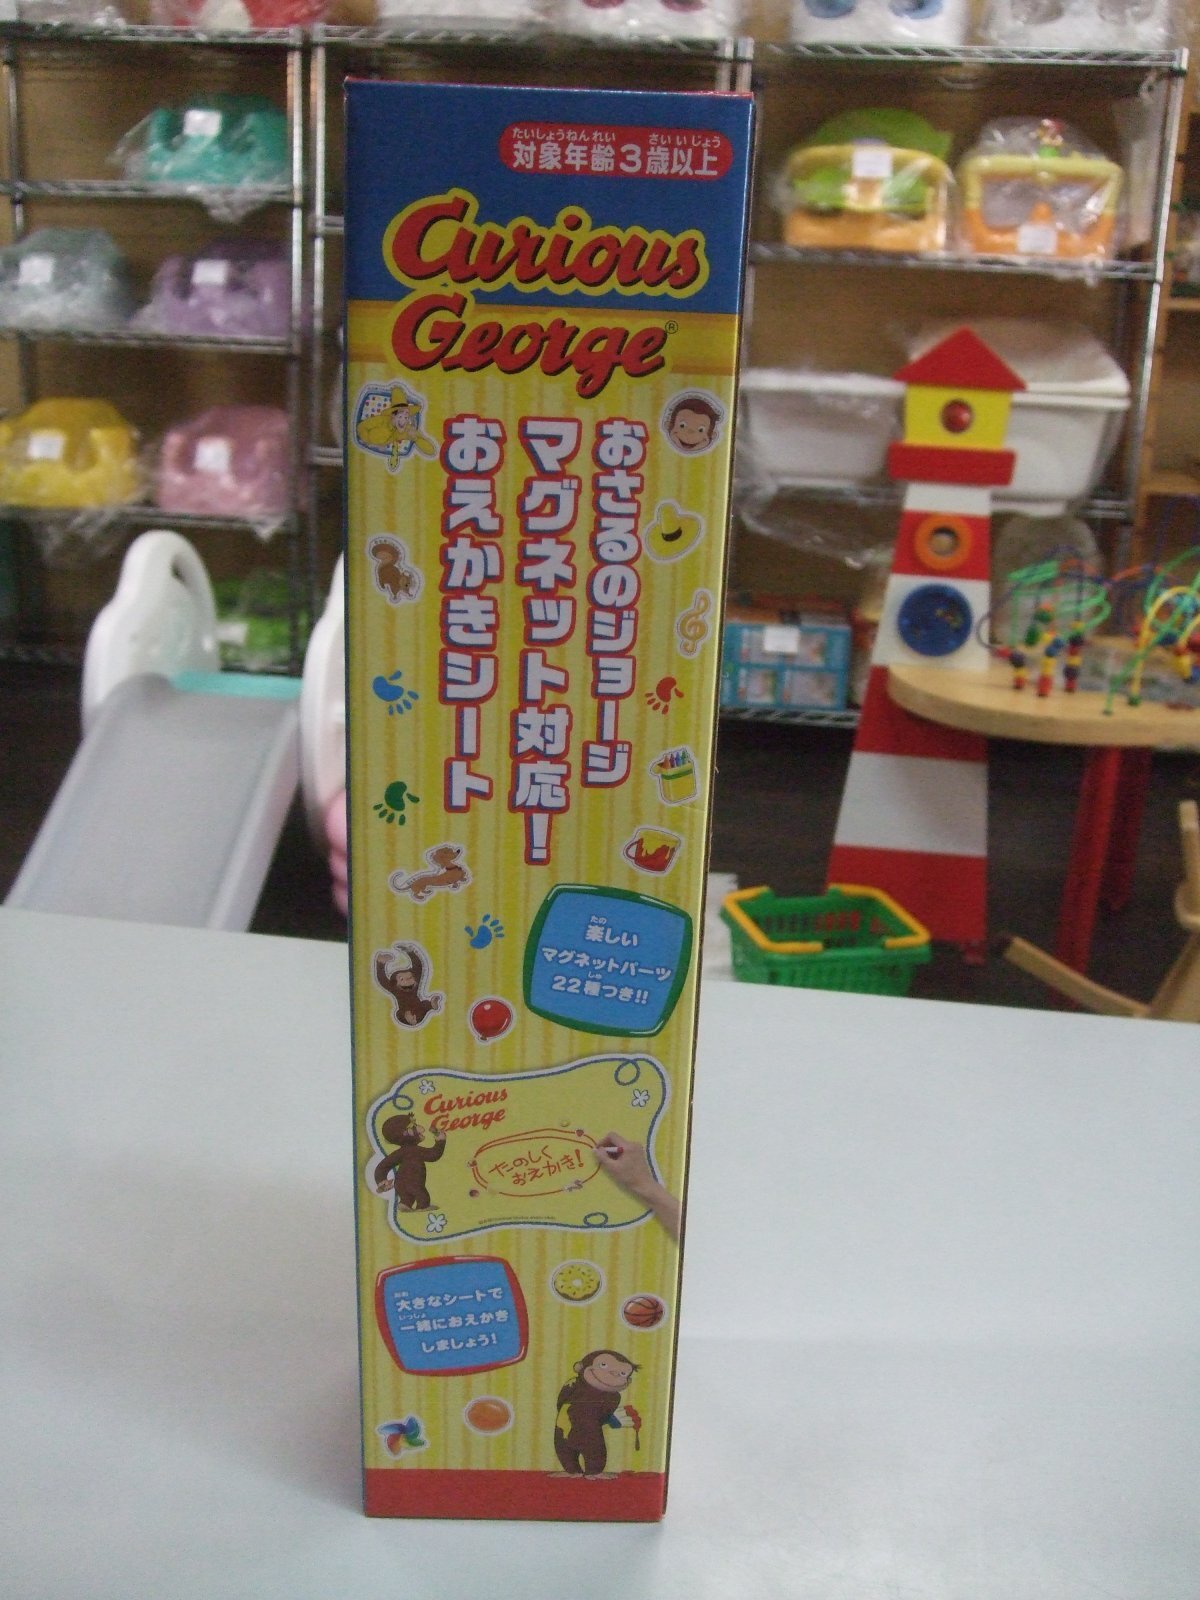 たいしょうねんれい さい いじょう
対象年齢3歳以上
Curious
George®
おさるのジョージ
マグネット対応!
おえかきシート
たの
楽しい
マグネットパーツ
しゅ
22種つき!!
Curious
George
たのしく
おえかき!
おお
大きなシートで
いっしょ
一緒におえかき
しましょう!